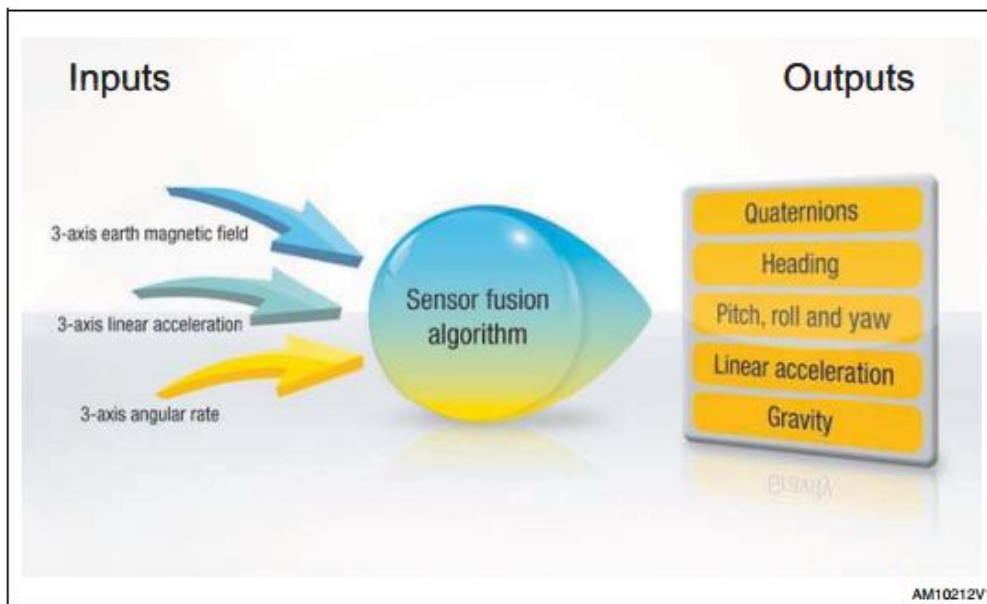 Inputs
Outputs
3-axis earth magnetic field
3-axis linear acceleration
3-axis angular rate
Sensor fusion
algorithm
Quaternions
Heading
Pitch, roll and yaw
Linear acceleration
Gravity
AM10212V1